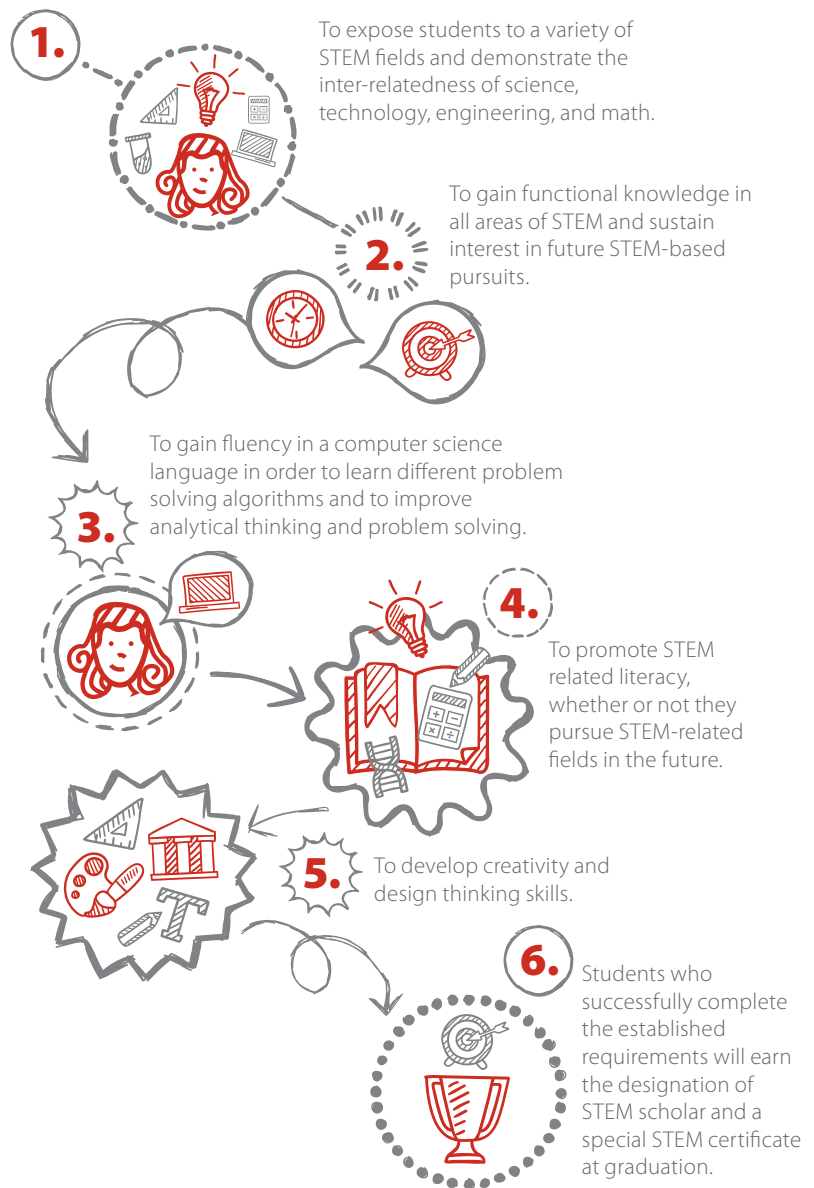 1.
To expose students to a variety of
STEM fields and demonstrate the
inter-relatedness of science,
technology, engineering, and math.
2.
To gain functional knowledge in
all areas of STEM and sustain
interest in future STEM-based
pursuits.
3.
To gain fluency in a computer science
language in order to learn different problem
solving algorithms and to improve
analytical thinking and problem solving.
4.
To promote STEM
related literacy,
whether or not they
pursue STEM-related
fields in the future.
5.
To develop creativity and
design thinking skills.
T
6.
Students who
successfully complete
the established
requirements will earn
the designation of
STEM scholar and a
special STEM certificate
at graduation.